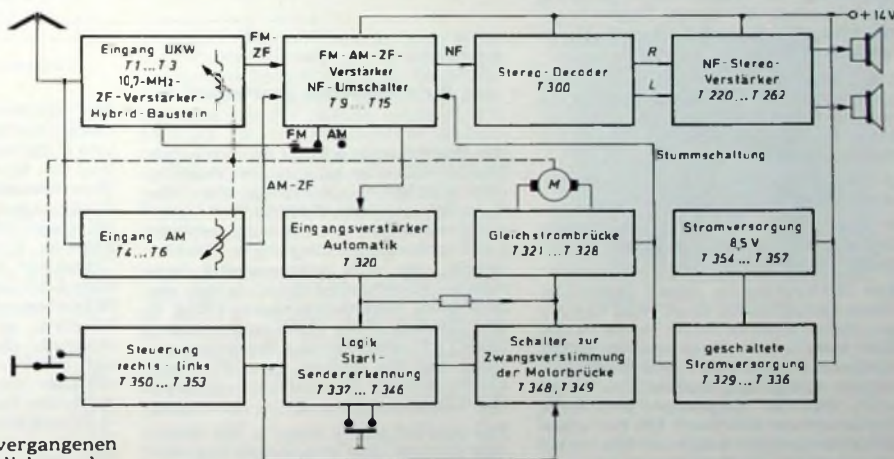 Eingang UKW
T1...T3
10,7-MHz-
ZF-Verstärker-
Hybrid-Baustein
FM-
ZF
FM-AM-ZF-
Verstärker
NF-Umschalter
T9...T15
NF
Stereo-Decoder
T300
R
L
NF-Stereo-
Verstärker
T220...T262
+14V
FM
AM
Stummschaltung
AM-ZF
M
Eingang AM
T4...T6
Eingangsverstärker
Automatik
T320
Gleichstrombrücke
T321...T328
Stromversorgung
8,5 V
T354...T357
Steuerung
rechts-links
T350...T353
Logik
Start-
Sendererkennung
T337...T346
Schalter zur
Zwangsverstimmung
der Motorbrücke
T348, T349
geschaltete
Stromversorgung
T329...T336
vergangenen